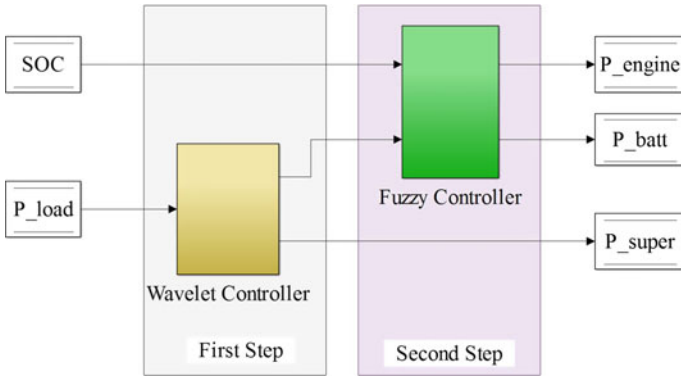 SOC
P_engine
P_batt
Fuzzy Controller
P_load
P_super
Wavelet Controller
First Step
Second Step